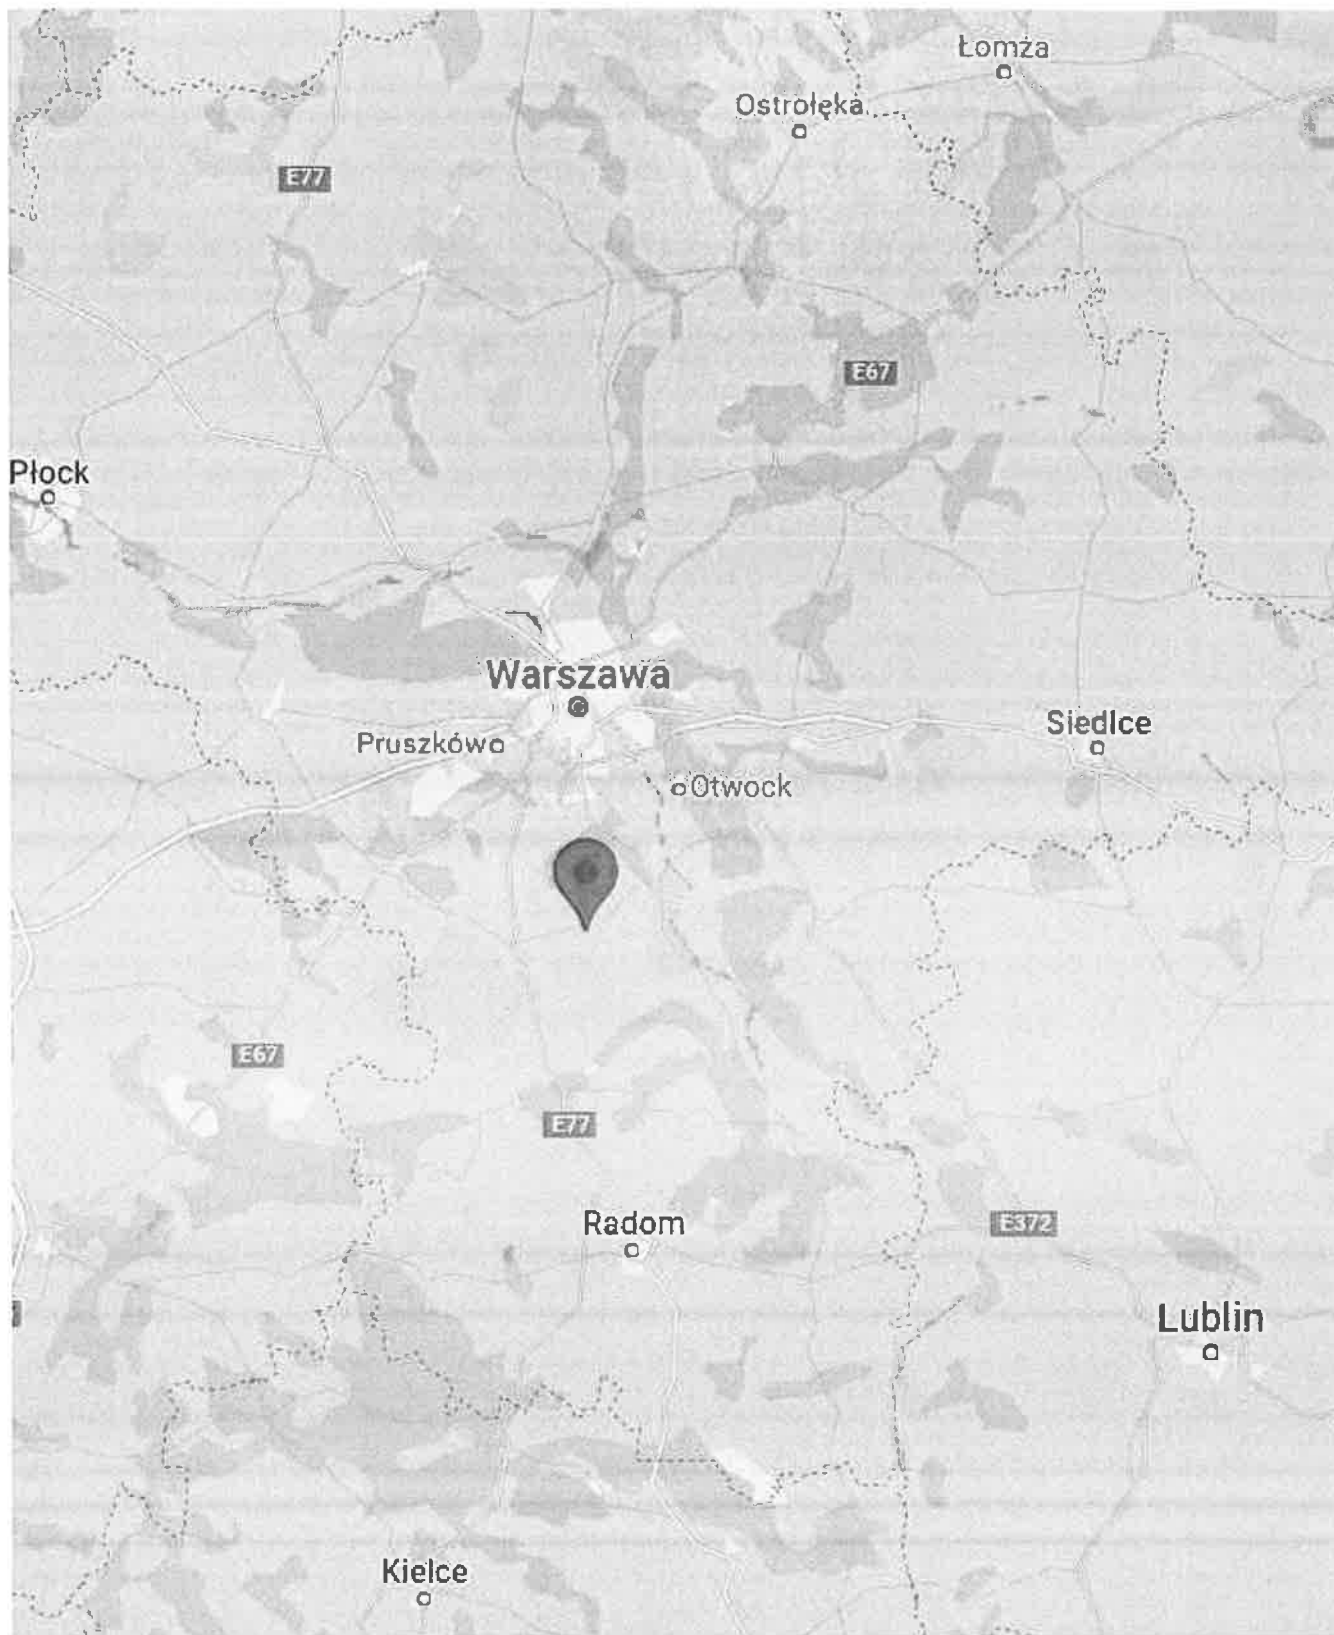 Łomża
Ostrołęka
E77
E67
Płock
Warszawa
Pruszków
Siedlce
Otwock
E67
E77
Radom
E372
Lublin
Kielce